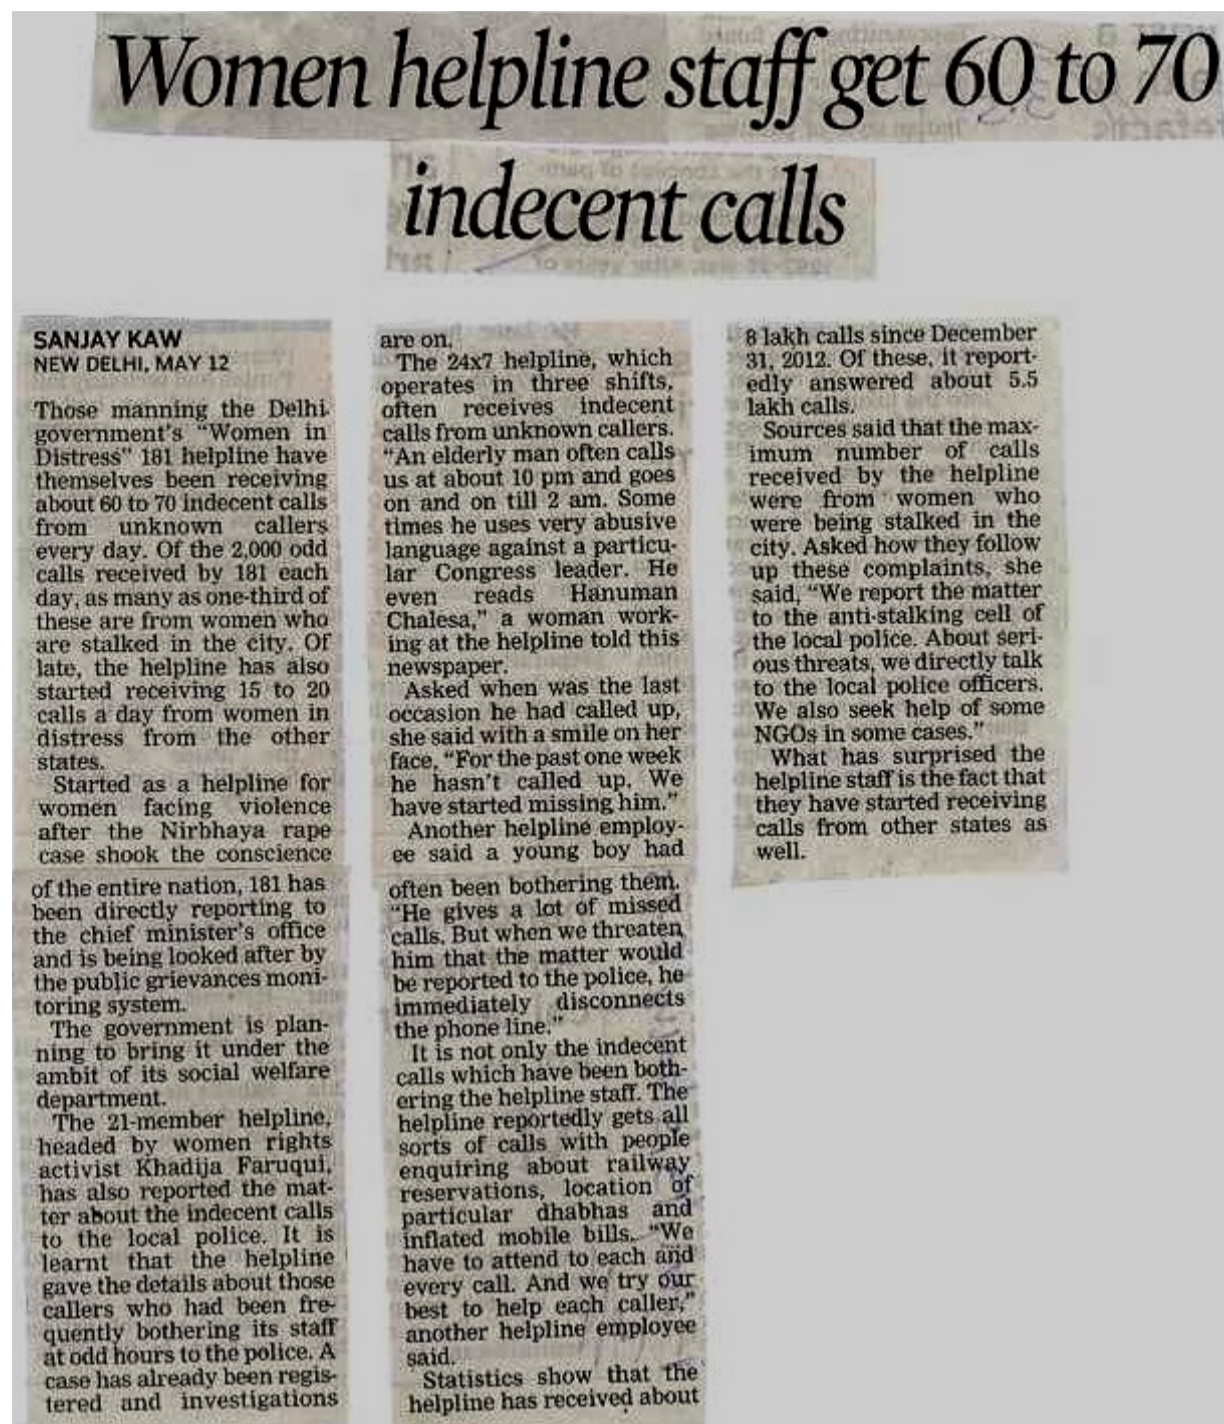 Women helpline staff get 60 to 70
indecent calls
SANJAY KAW
NEW DELHI, MAY 12
Those manning the Delhi
government's "Women in
Distress" 181 helpline have
themselves been receiving
about 60 to 70 indecent calls
from unknown callers
every day. Of the 2,000 odd
calls received by 181 each
day, as many as one-third of
these are from women who
are stalked in the city. Of
late, the helpline has also
started receiving 15 to 20
calls a day from women in
distress from the other
states.
Started as a helpline for
women facing violence
after the Nirbhaya rape
case shook the conscience
of the entire nation, 181 has
been directly reporting to
the chief minister's office
and is being looked after by
the public grievances moni-
toring system.
The government is plan-
ning to bring it under the
ambit of its social welfare
department.
The 21-member helpline,
headed by women rights
activist Khadija Faruqui,
has also reported the mat-
ter about the indecent calls
to the local police. It is
learnt that the helpline
gave the details about those
callers who had been fre-
quently bothering its staff
at odd hours to the police. A
case has already been regis-
tered and investigations
are on.
The 24x7 helpline, which
operates in three shifts,
often receives indecent
calls from unknown callers.
"An elderly man often calls
us at about 10 pm and goes
on and on till 2 am. Some
times he uses very abusive
language against a particu-
lar Congress leader. He
even reads Hanuman
Chalesa," a woman work-
ing at the helpline told this
newspaper.
Asked when was the last
occasion he had called up,
she said with a smile on her
face, "For the past one week
he hasn't called up. We
have started missing him."
Another helpline employ-
ee said a young boy had
often been bothering them.
"He gives a lot of missed
calls. But when we threaten
him that the matter would
be reported to the police, he
immediately disconnects
the phone line."
It is not only the indecent
calls which have been both-
ering the helpline staff. The
helpline reportedly gets all
sorts of calls with people
enquiring about railway
reservations, location of
particular dhabhas and
inflated mobile bills. "We
have to attend to each and
every call. And we try our
best to help each caller,"
another helpline employee
said.
Statistics show that the
helpline has received about
8 lakh calls since December
31, 2012. Of these, it report-
edly answered about 5.5
lakh calls.
Sources said that the max-
imum number of calls
received by the helpline
were from women who
were being stalked in the
city. Asked how they follow
up these complaints, she
said, "We report the matter
to the anti-stalking cell of
the local police. About seri-
ous threats, we directly talk
to the local police officers.
We also seek help of some
NGOs in some cases."
What has surprised the
helpline staff is the fact that
they have started receiving
calls from other states as
well.